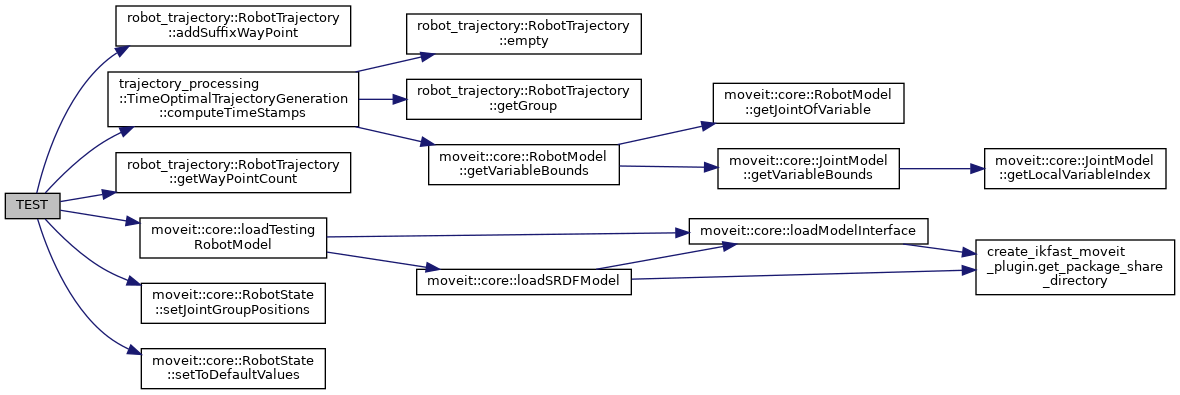 TEST
robot_trajectory::RobotTrajectory
::addSuffixWayPoint
trajectory_processing
::TimeOptimalTrajectoryGeneration
::computeTimeStamps
robot_trajectory::RobotTrajectory
::getWayPointCount
moveit::core::loadTesting
RobotModel
moveit::core::RobotState
::setJointGroupPositions
moveit::core::RobotState
::setToDefaultValues
robot_trajectory::RobotTrajectory
::empty
robot_trajectory::RobotTrajectory
::getGroup
moveit::core::RobotModel
::getVariableBounds
moveit::core::loadSRDFModel
moveit::core::RobotModel
::getJointOfVariable
moveit::core::JointModel
::getVariableBounds
moveit::core::loadModelInterface
moveit::core::JointModel
::getLocalVariableIndex
create_ikfast_moveit
_plugin.get_package_share
_directory